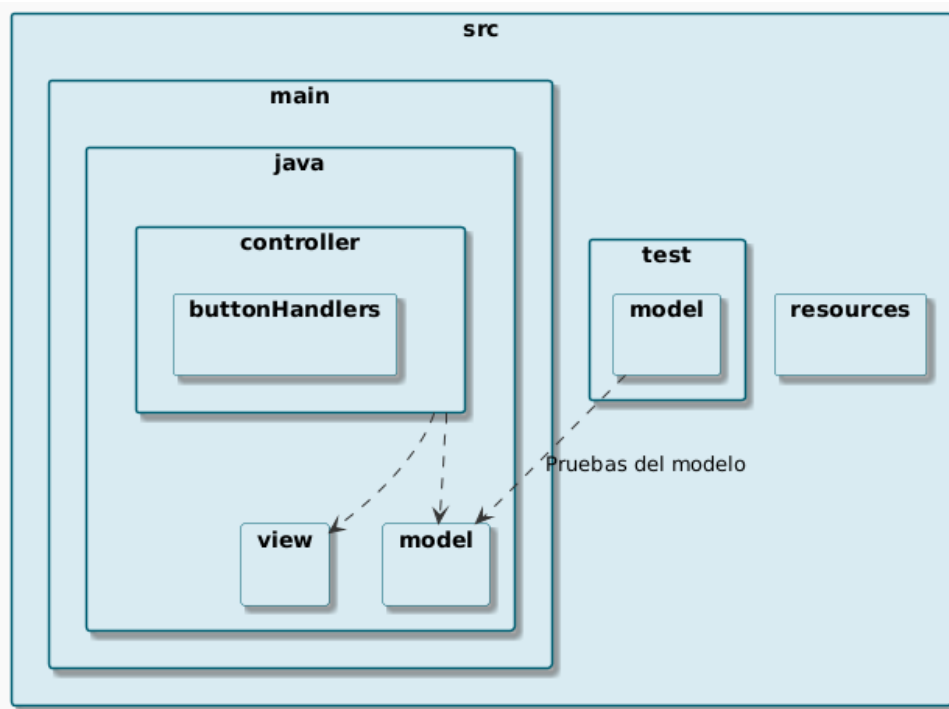 src
main
java
controller
test
buttonHandlers
model
resources
Pruebas del modelo
view
model